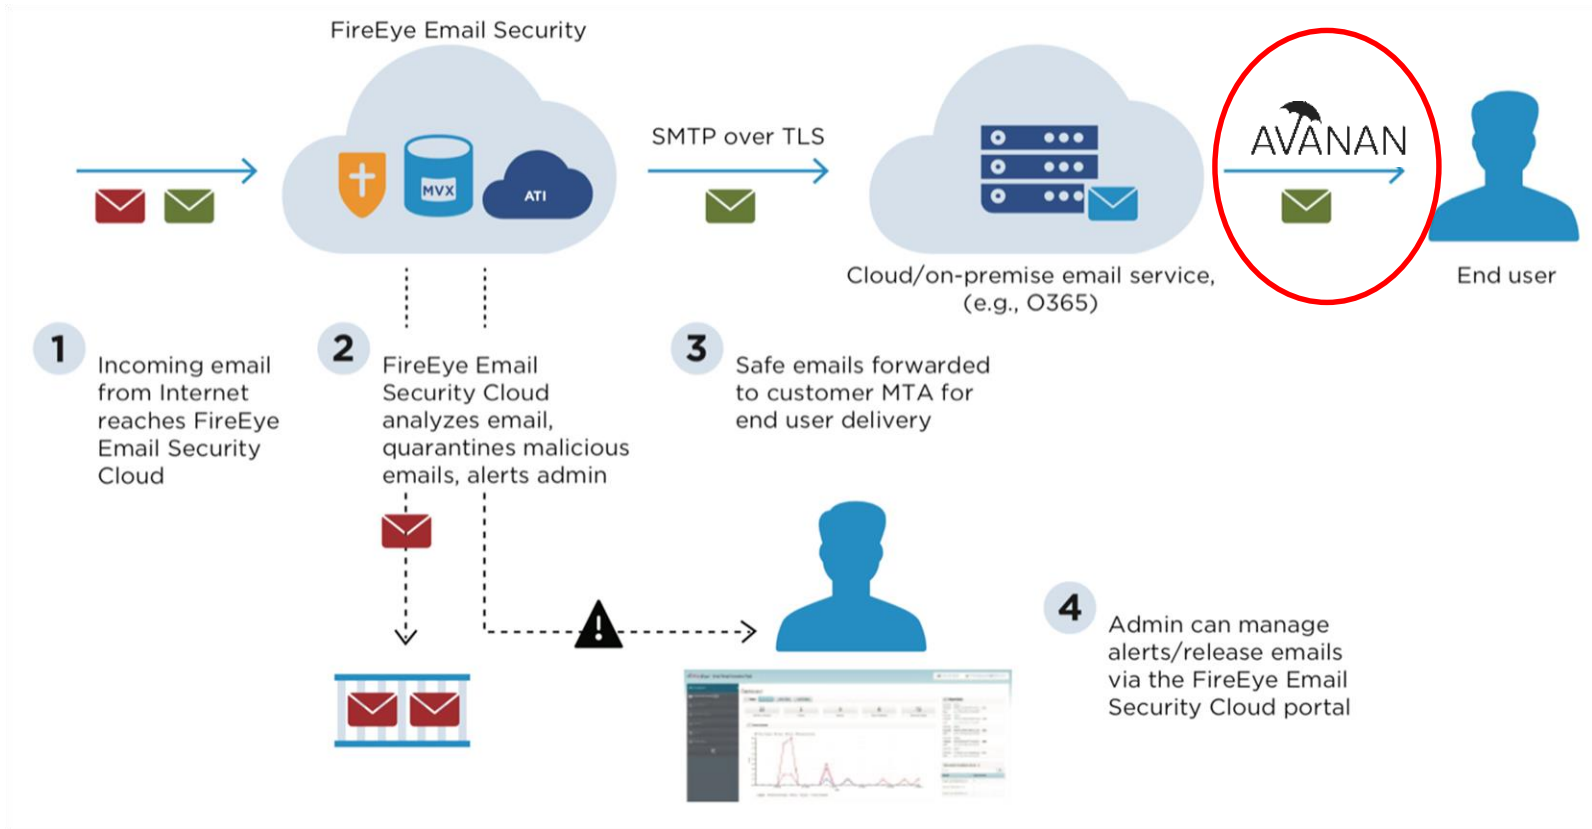 FireEye Email Security
SMTP over TLS
AVANAN
MVX
ATI
Cloud/on-premise email service,
(e.g., O365)
End user
1
Incoming email
from Internet
reaches FireEye
Email Security
Cloud
2
FireEye Email
Security Cloud
analyzes email,
quarantines malicious
emails, alerts admin
3
Safe emails forwarded
to customer MTA for
end user delivery
4
Admin can manage
alerts/release emails
via the FireEye Email
Security Cloud portal